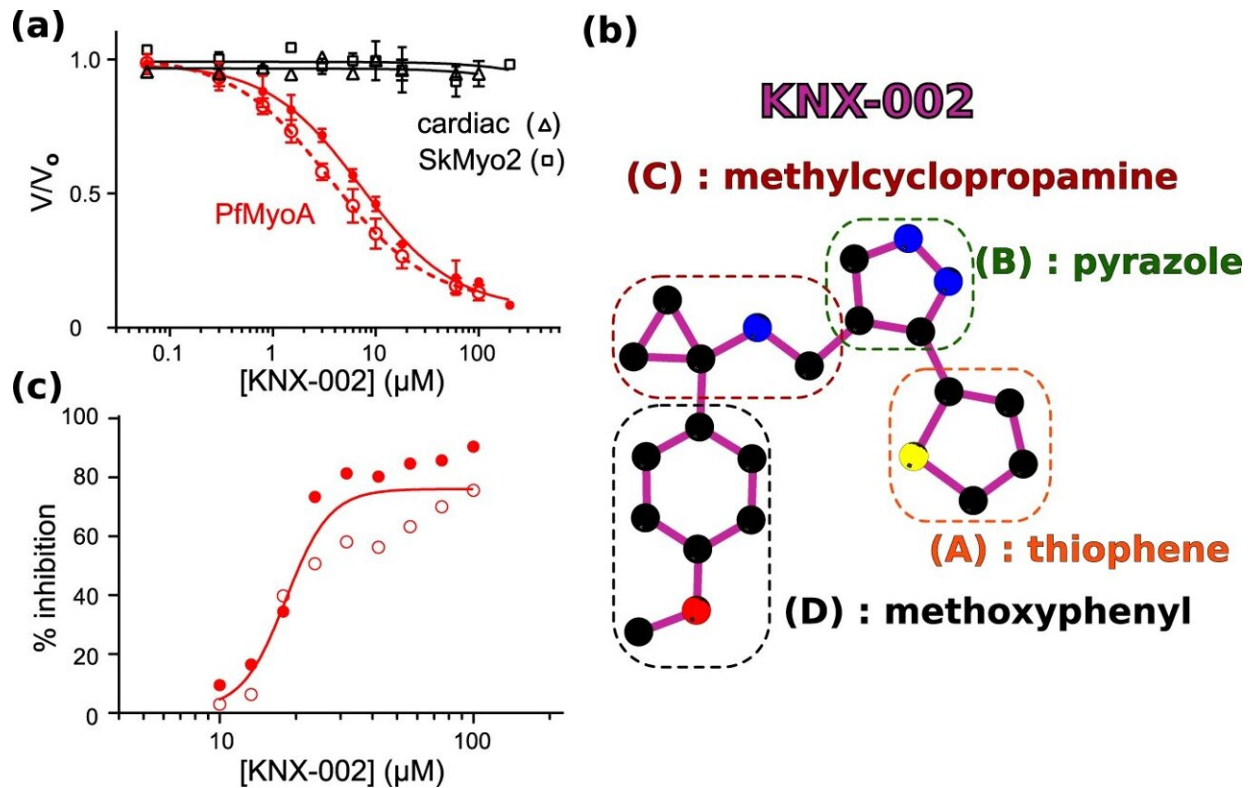 (a)
V/Vo
1.0
0.5
0
cardiac (△)
SkMyo2 (□)
PfMyoA
0.1 1 10 100
[KNX-002] (μM)
(b)
KNX-002
(C) : methylcyclopropamine
(B) : pyrazole
(A) : thiophene
(D) : methoxyphenyl
(c)
% inhibition
100
80
60
40
20
0
10 100
[KNX-002] (μM)